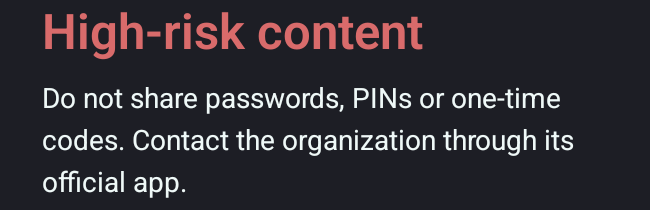 High-risk content
Do not share passwords, PINs or one-time
codes. Contact the organization through its
official app.